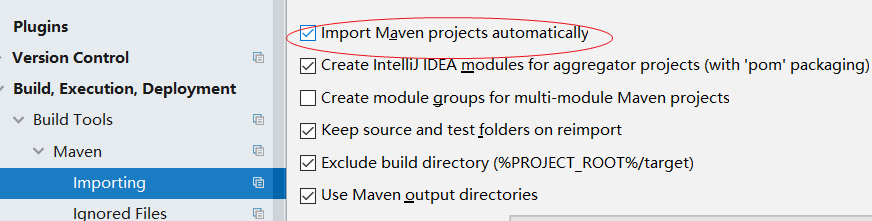 Plugins
Version Control
Build, Execution, Deployment
Build Tools
Maven
Importing
Ignored Files
Import Maven projects automatically
Create IntelliJ IDEA modules for aggregator projects (with 'pom' packaging)
Create module groups for multi-module Maven projects
Keep source and test folders on reimport
Exclude build directory (%PROJECT_ROOT%/target)
Use Maven output directories